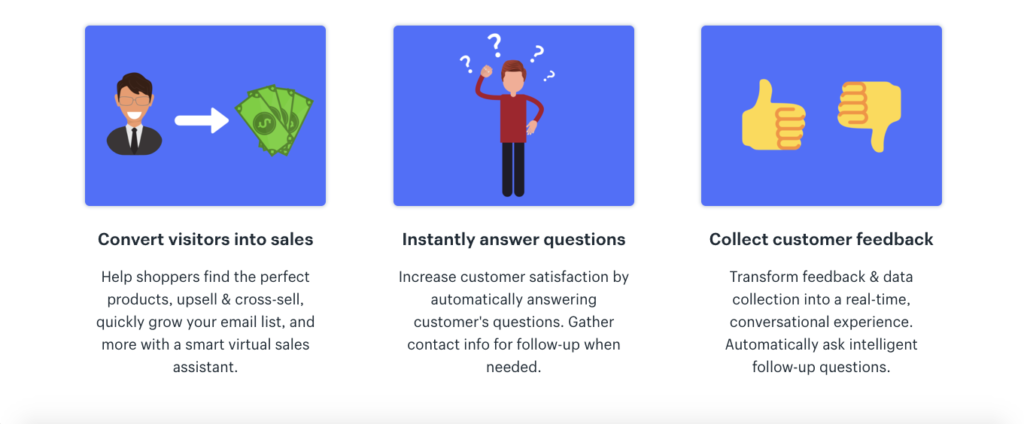 Convert visitors into sales
Help shoppers find the perfect
products, upsell & cross-sell,
quickly grow your email list, and
more with a smart virtual sales
assistant.
Instantly answer questions
Increase customer satisfaction by
automatically answering
customer's questions. Gather
contact info for follow-up when
needed.
Collect customer feedback
Transform feedback & data
collection into a real-time,
conversational experience.
Automatically ask intelligent
follow-up questions.